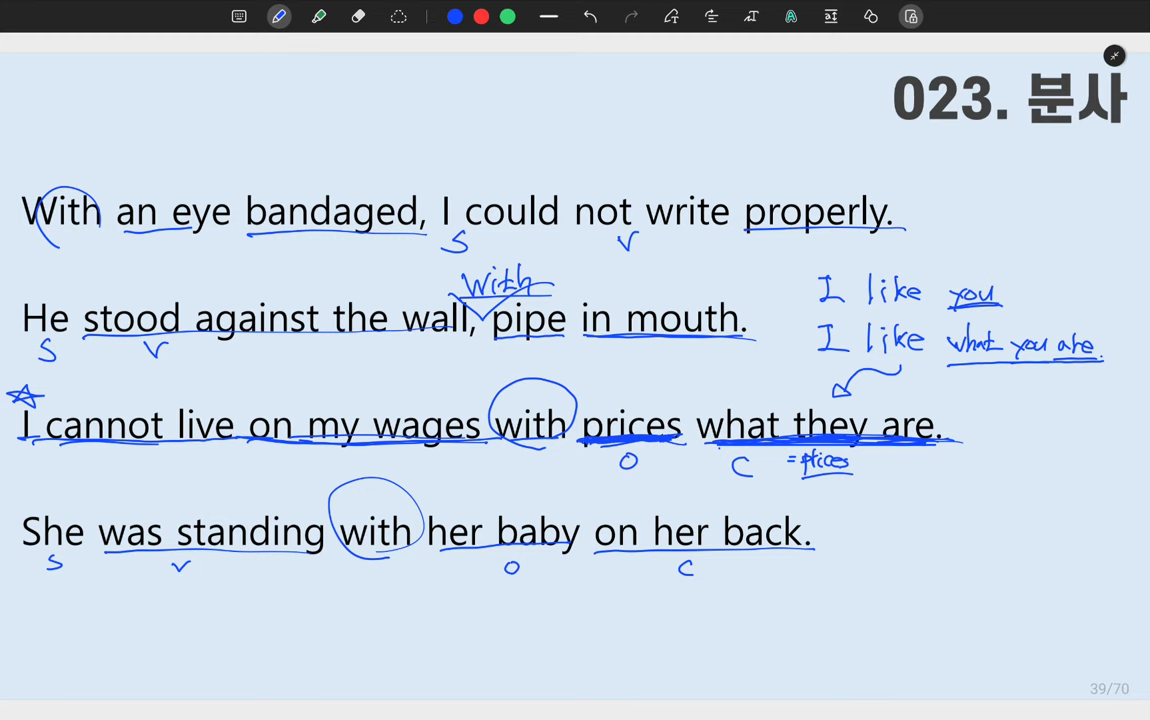 023. 분사
With an eye bandaged, I could not write properly.
S V
With
He stood against the wall, pipe in mouth.
S V
I like you
I like what you are.
I cannot live on my wages with prices what they are.
O C = prices
She was standing with her baby on her back.
S V O C
39/70